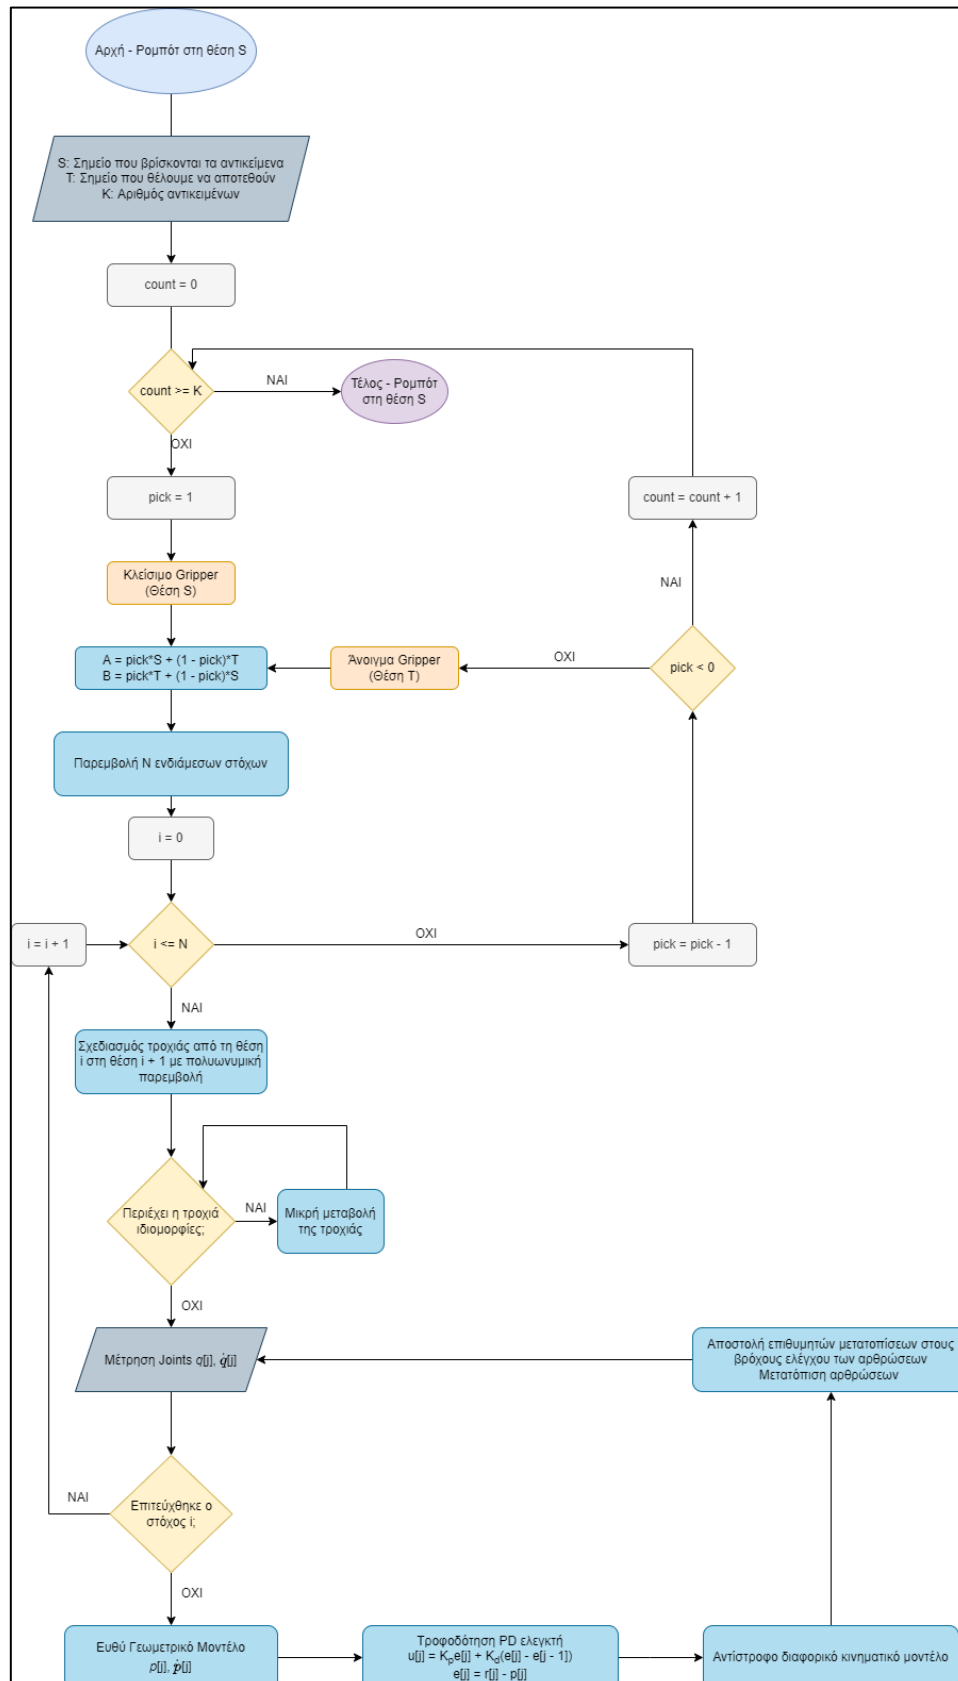 Αρχή - Ρομπότ στη θέση S
S: Σημείο που βρίσκονται τα αντικείμενα
T: Σημείο που θέλουμε να αποτεθούν
K: Αριθμός αντικειμένων
count = 0
count >= K
ΝΑΙ
Τέλος - Ρομπότ
στη θέση S
ΟΧΙ
pick = 1
count = count + 1
Κλείσιμο Gripper
(Θέση S)
ΝΑΙ
A = pick*S + (1 - pick)*T
B = pick*T + (1 - pick)*S
Άνοιγμα Gripper
(Θέση T)
ΟΧΙ
pick < 0
Παρεμβολή N ενδιάμεσων στόχων
i = 0
i = i + 1
i <= N
ΟΧΙ
pick = pick - 1
ΝΑΙ
Σχεδιασμός τροχιάς από τη θέση
i στη θέση i + 1 με πολυωνυμική
παρεμβολή
Περιέχει η τροχιά
ιδιομορφίες;
ΝΑΙ
Μικρή μεταβολή
της τροχιάς
ΟΧΙ
Μέτρηση Joints q[j], q̇[j]
Αποστολή επιθυμητών μετατοπίσεων στους
βρόχους ελέγχου των αρθρώσεων
Μετατόπιση αρθρώσεων
ΝΑΙ
Επιτεύχθηκε ο
στόχος i;
ΟΧΙ
Ευθύ Γεωμετρικό Μοντέλο
p[j], ṗ[j]
Τροφοδότηση PD ελεγκτή
u[j] = Kₚe[j] + K_d(e[j] - e[j - 1])
e[j] = r[j] - p[j]
Αντίστροφο διαφορικό κινηματικό μοντέλο